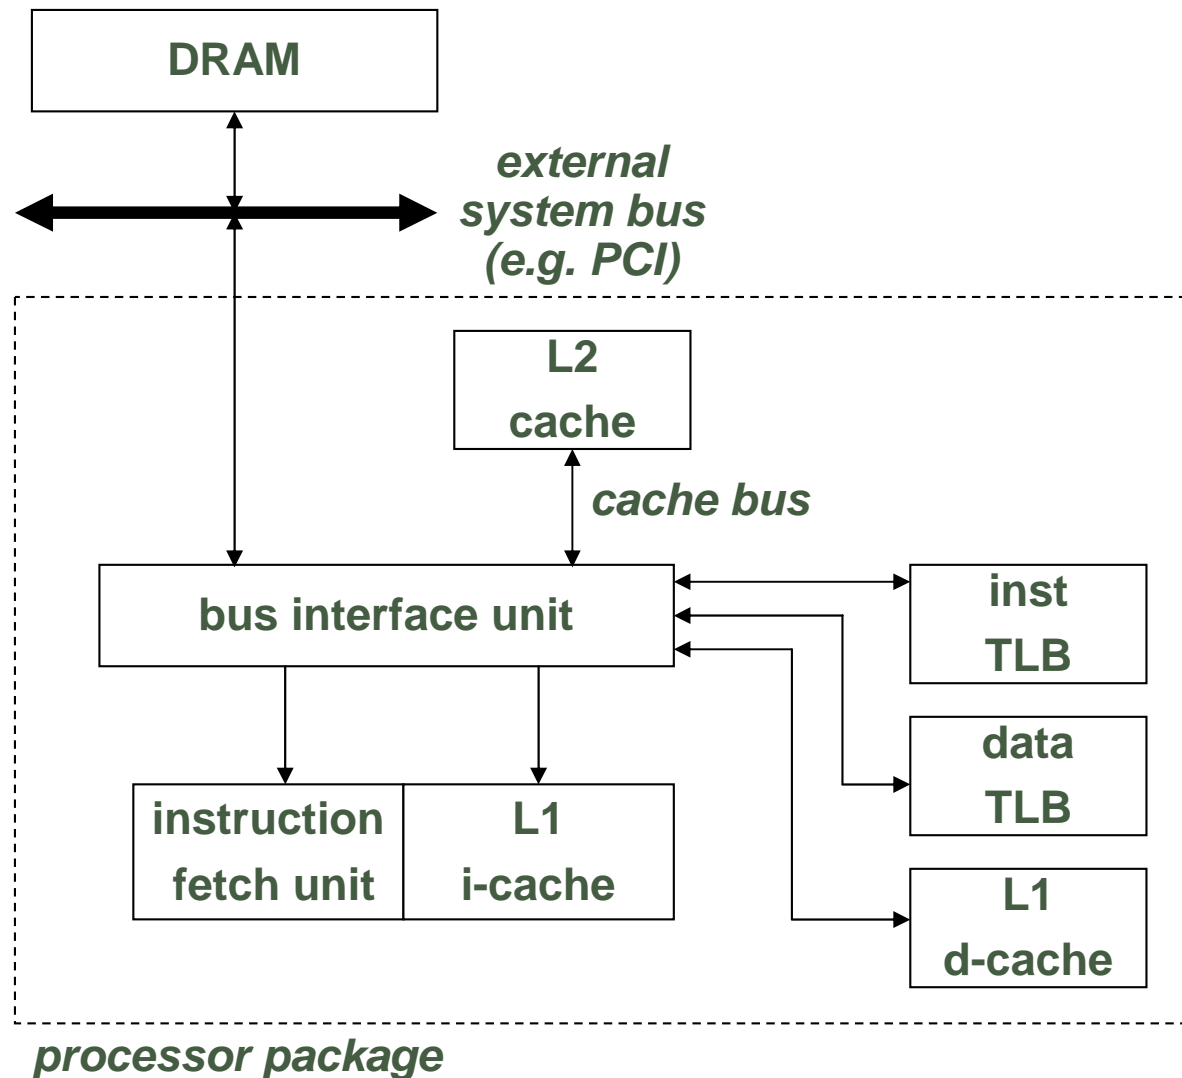 DRAM
external
system bus
(e.g. PCI)
L2
cache
cache bus
bus interface unit
inst
TLB
data
TLB
instruction
fetch unit
L1
i-cache
L1
d-cache
processor package